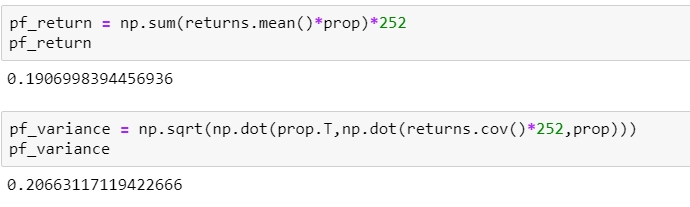 pf_return = np.sum(returns.mean()*prop)*252
pf_return
0.1906998394456936
pf_variance = np.sqrt(np.dot(prop.T,np.dot(returns.cov()*252,prop)))
pf_variance
0.20663117119422666